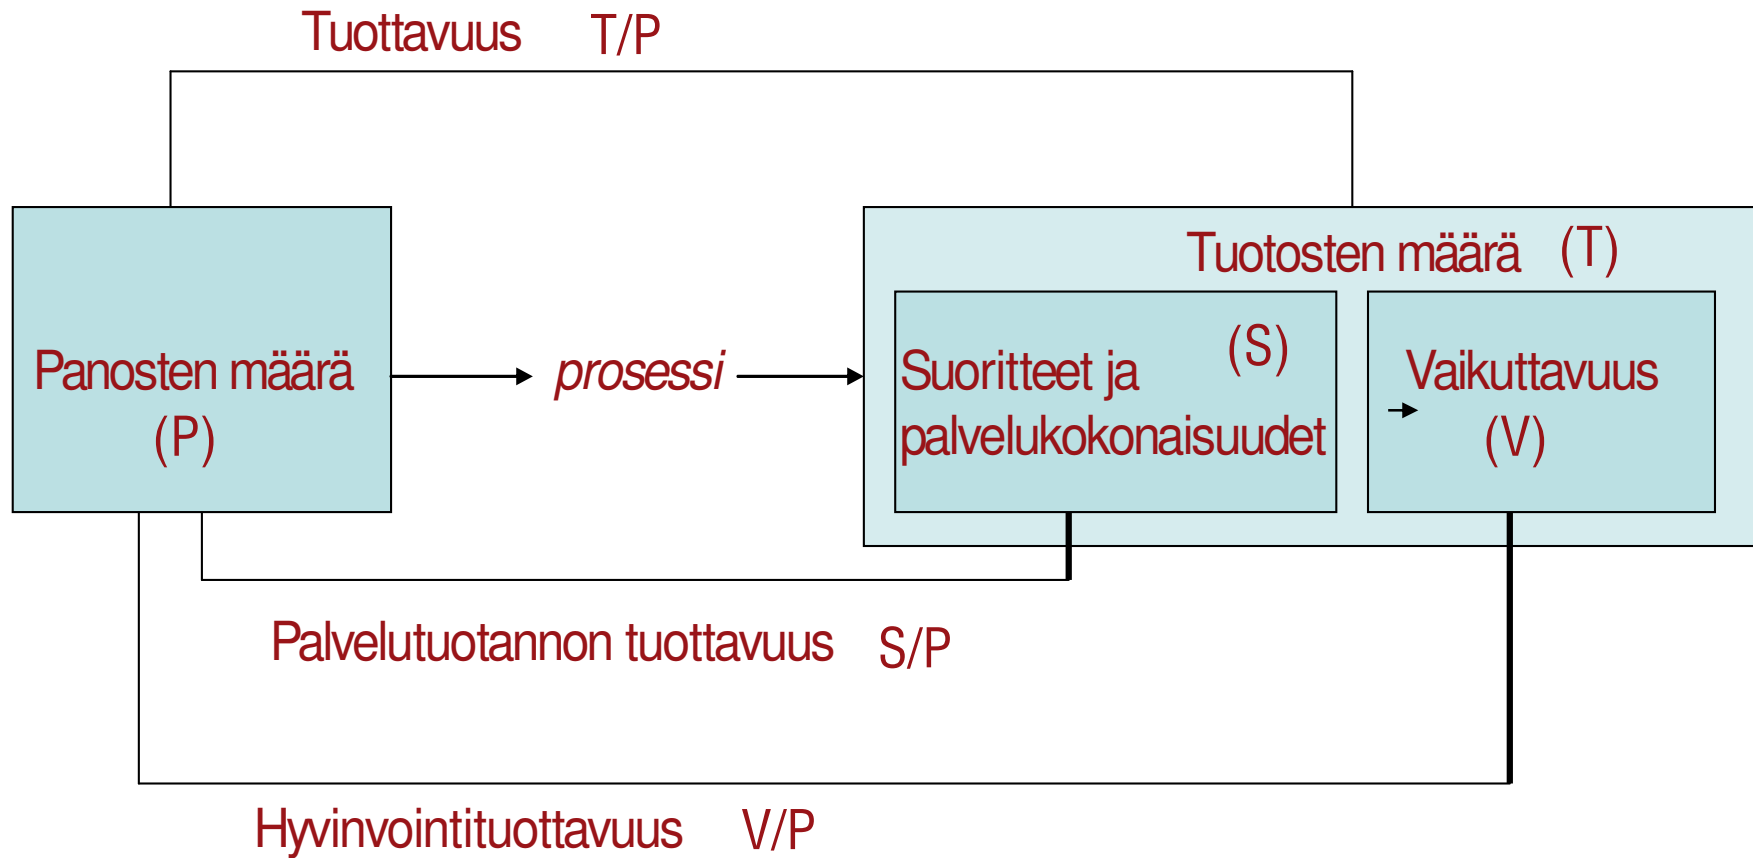 Tuottavuus T/P
Tuotosten määrä (T)
Panosten määrä
(P)
prosessi
Suoritteet ja (S)
palvelukokonaisuudet
Vaikuttavuus
(V)
Palvelutuotannon tuottavuus S/P
Hyvinvointituottavuus V/P